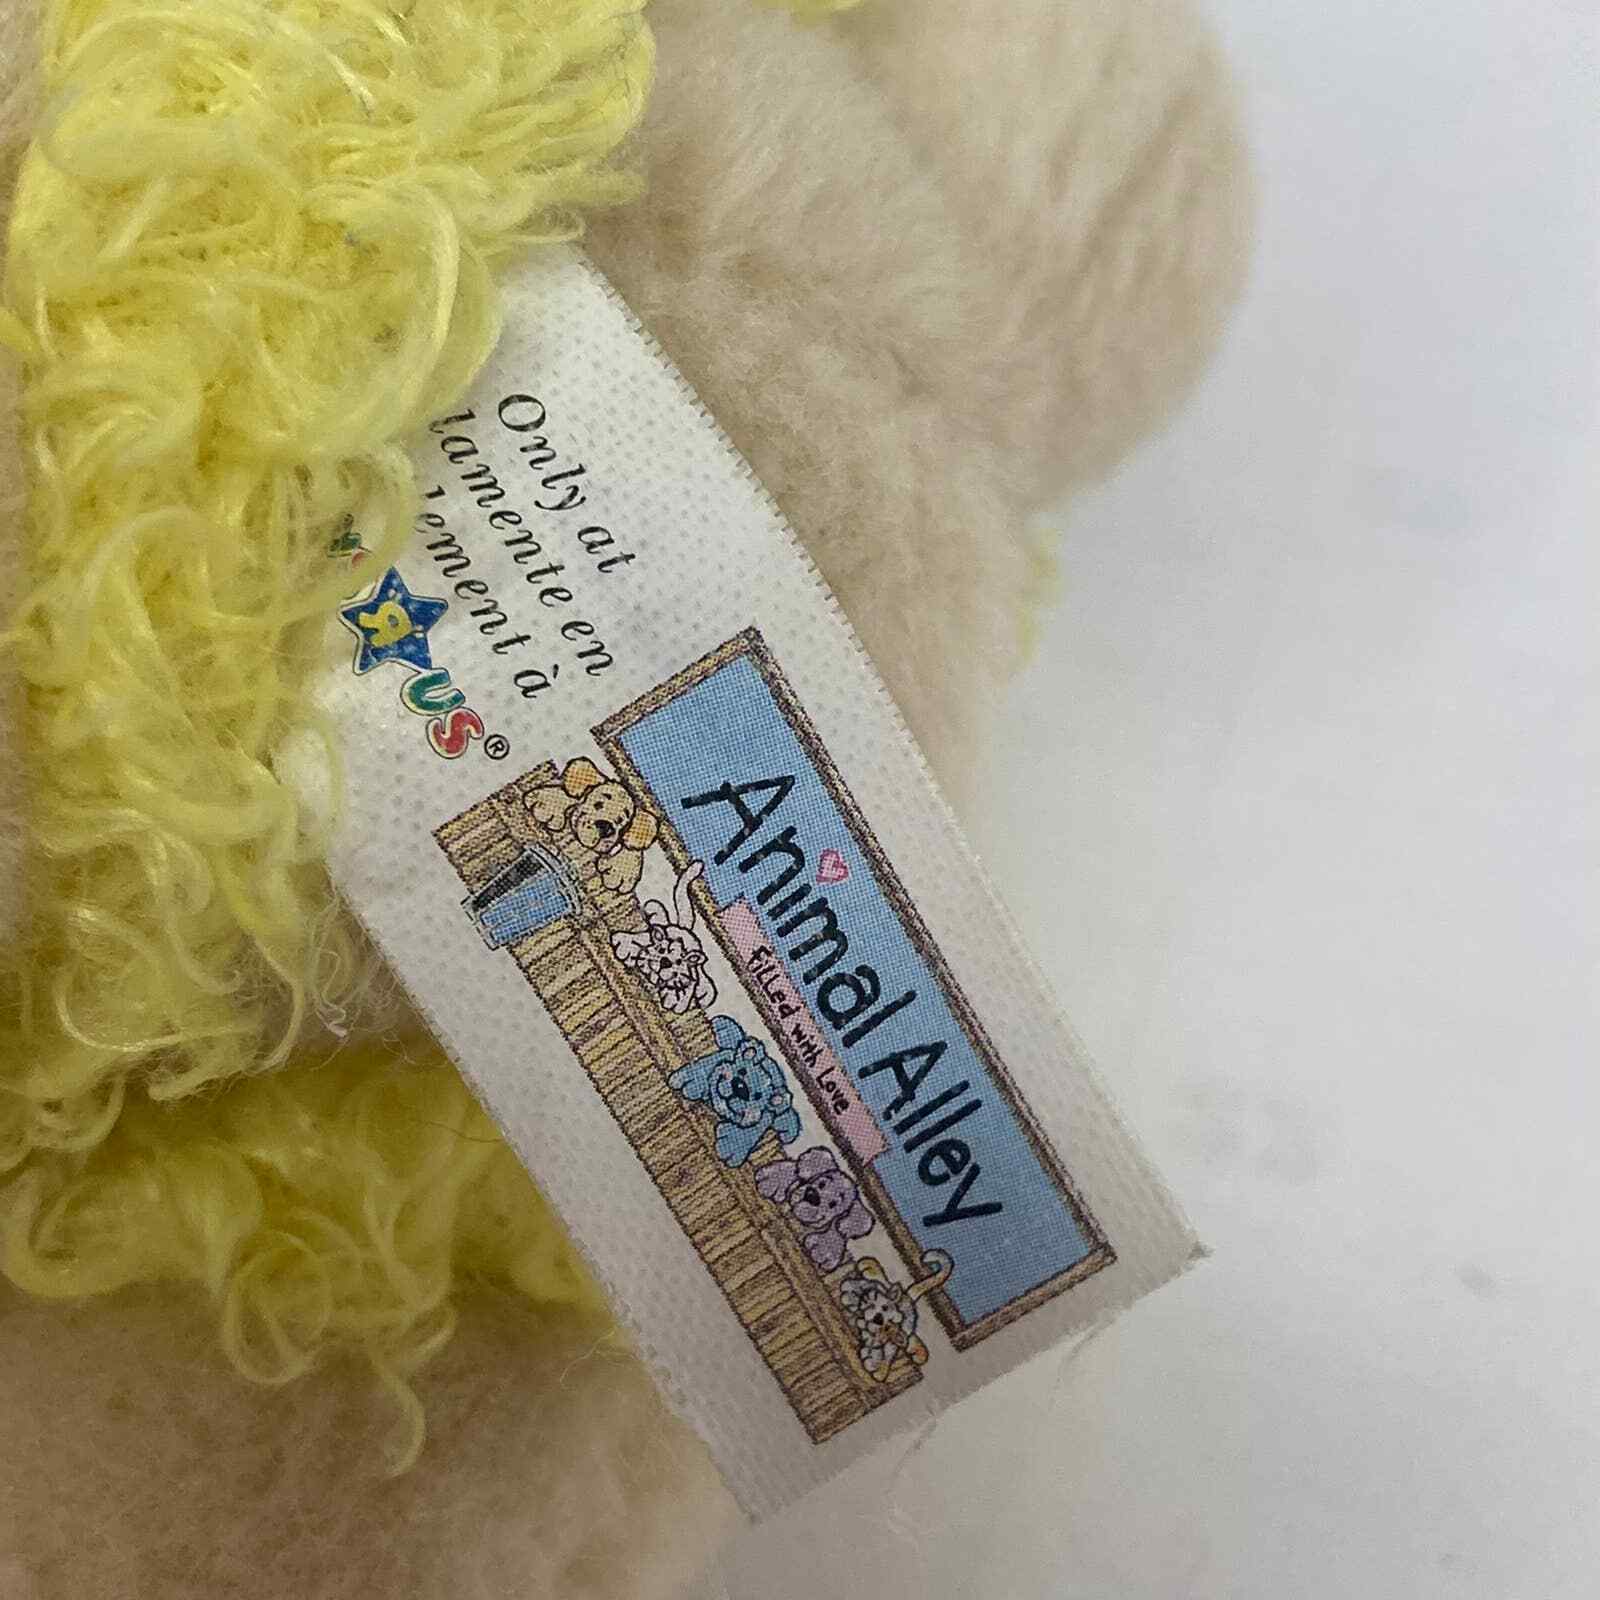 Only at
lamente en
lement à
R US®
Animal Alley
Filled with Love